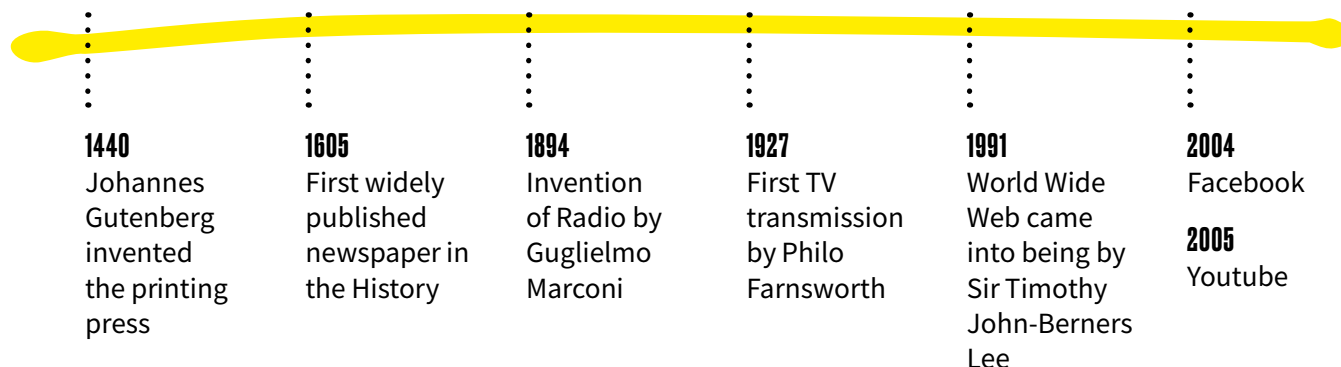 1440
Johannes
Gutenberg
invented
the printing
press
1605
First widely
published
newspaper in
the History
1894
Invention
of Radio by
Guglielmo
Marconi
1927
First TV
transmission
by Philo
Farnsworth
1991
World Wide
Web came
into being by
Sir Timothy
John-Berners
Lee
2004
Facebook
2005
Youtube